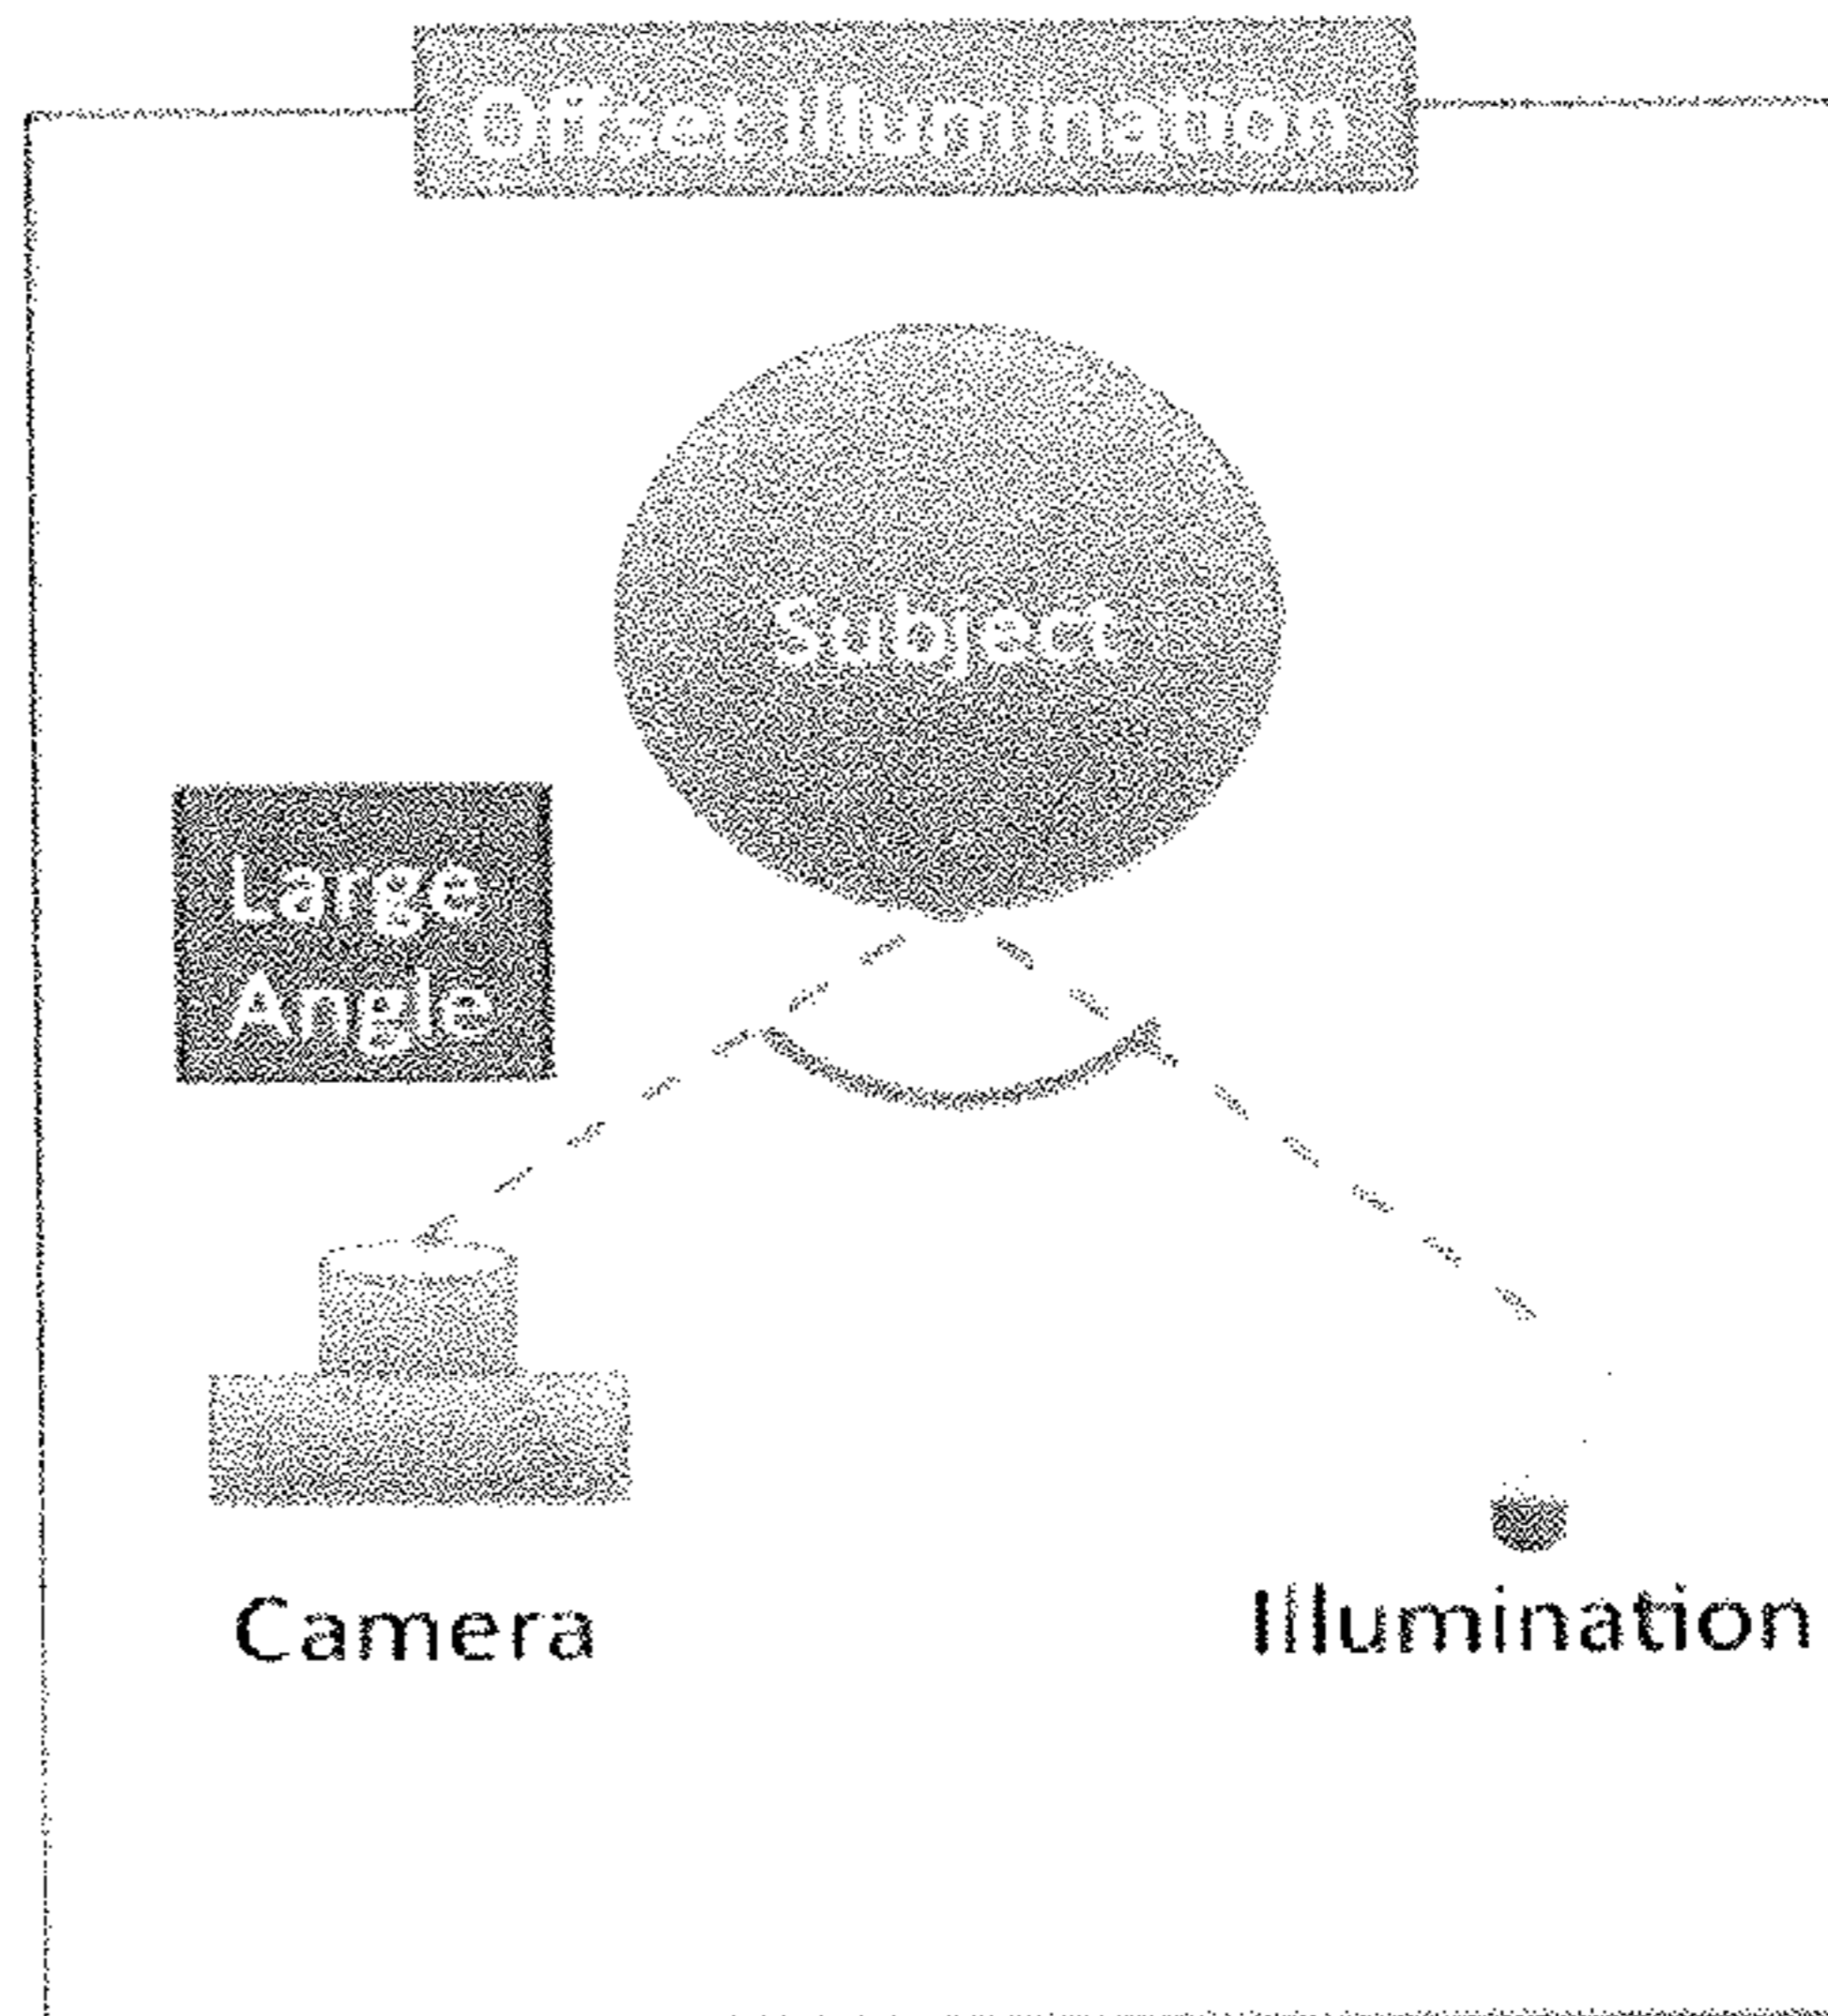 Offset Illumination
Subject
Large
Angle
Camera
Illumination